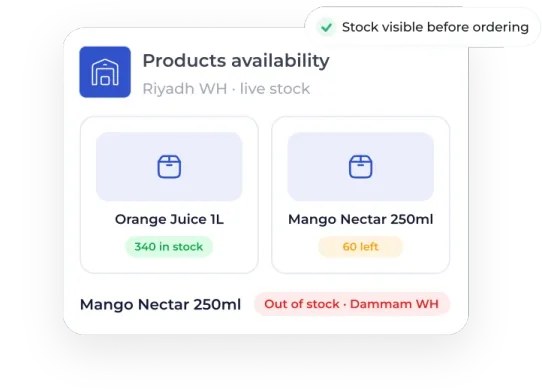 Stock visible before ordering
Products availability
Riyadh WH · live stock
Orange Juice 1L
340 in stock
Mango Nectar 250ml
60 left
Mango Nectar 250ml
Out of stock · Dammam WH